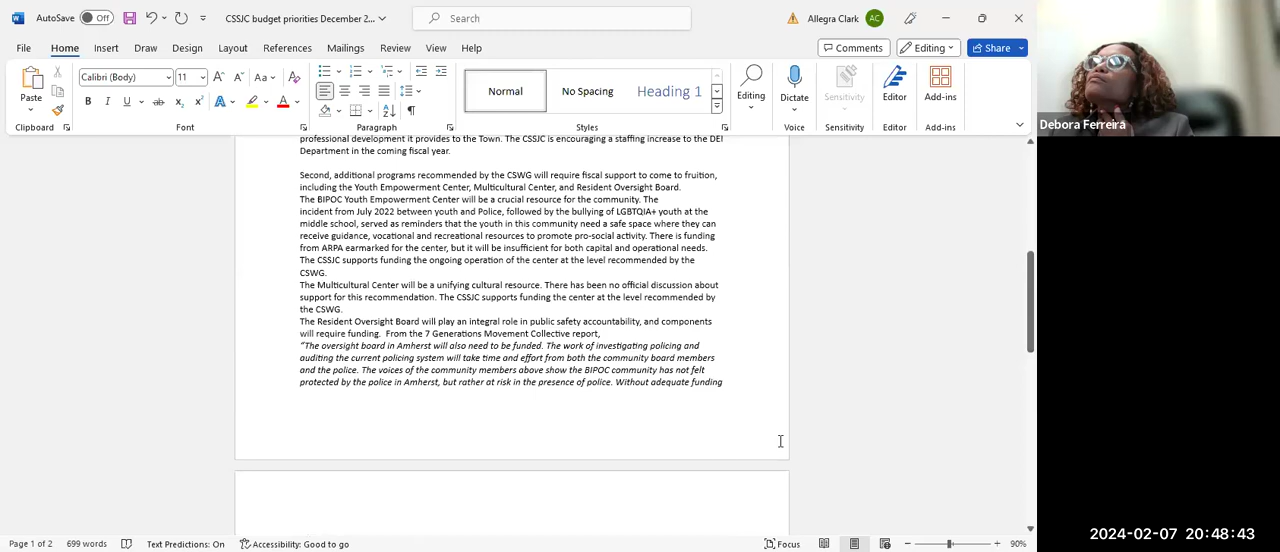 AutoSave Off CSSJC budget priorities December 2... Search Allegra Clark AC
File Home Insert Draw Design Layout References Mailings Review View Help Comments Editing Share
Calibri (Body) 11 Aa
Paste B I U ab x₂ x² A A Normal No Spacing Heading 1 Editing Dictate Sensitivity Editor Add-ins
Clipboard Font Paragraph Styles Voice Sensitivity Editor Add-ins
Debora Ferreira
professional development it provides to the Town. The CSSJC is encouraging a staffing increase to the DEI
Department in the coming fiscal year.
Second, additional programs recommended by the CSWG will require fiscal support to come to fruition,
including the Youth Empowerment Center, Multicultural Center, and Resident Oversight Board.
The BIPOC Youth Empowerment Center will be a crucial resource for the community. The
incident from July 2022 between youth and Police, followed by the bullying of LGBTQIA+ youth at the
middle school, served as reminders that the youth in this community need a safe space where they can
receive guidance, vocational and recreational resources to promote pro-social activity. There is funding
from ARPA earmarked for the center, but it will be insufficient for both capital and operational needs.
The CSSJC supports funding the ongoing operation of the center at the level recommended by the
CSWG.
The Multicultural Center will be a unifying cultural resource. There has been no official discussion about
support for this recommendation. The CSSJC supports funding the center at the level recommended by
the CSWG.
The Resident Oversight Board will play an integral role in public safety accountability, and components
will require funding. From the 7 Generations Movement Collective report,
“The oversight board in Amherst will also need to be funded. The work of investigating policing and
auditing the current policing system will take time and effort from both the community board members
and the police. The voices of the community members above show the BIPOC community has not felt
protected by the police in Amherst, but rather at risk in the presence of police. Without adequate funding
2024-02-07 20:48:43
Page 1 of 2 699 words Text Predictions: On Accessibility: Good to go Focus 90%